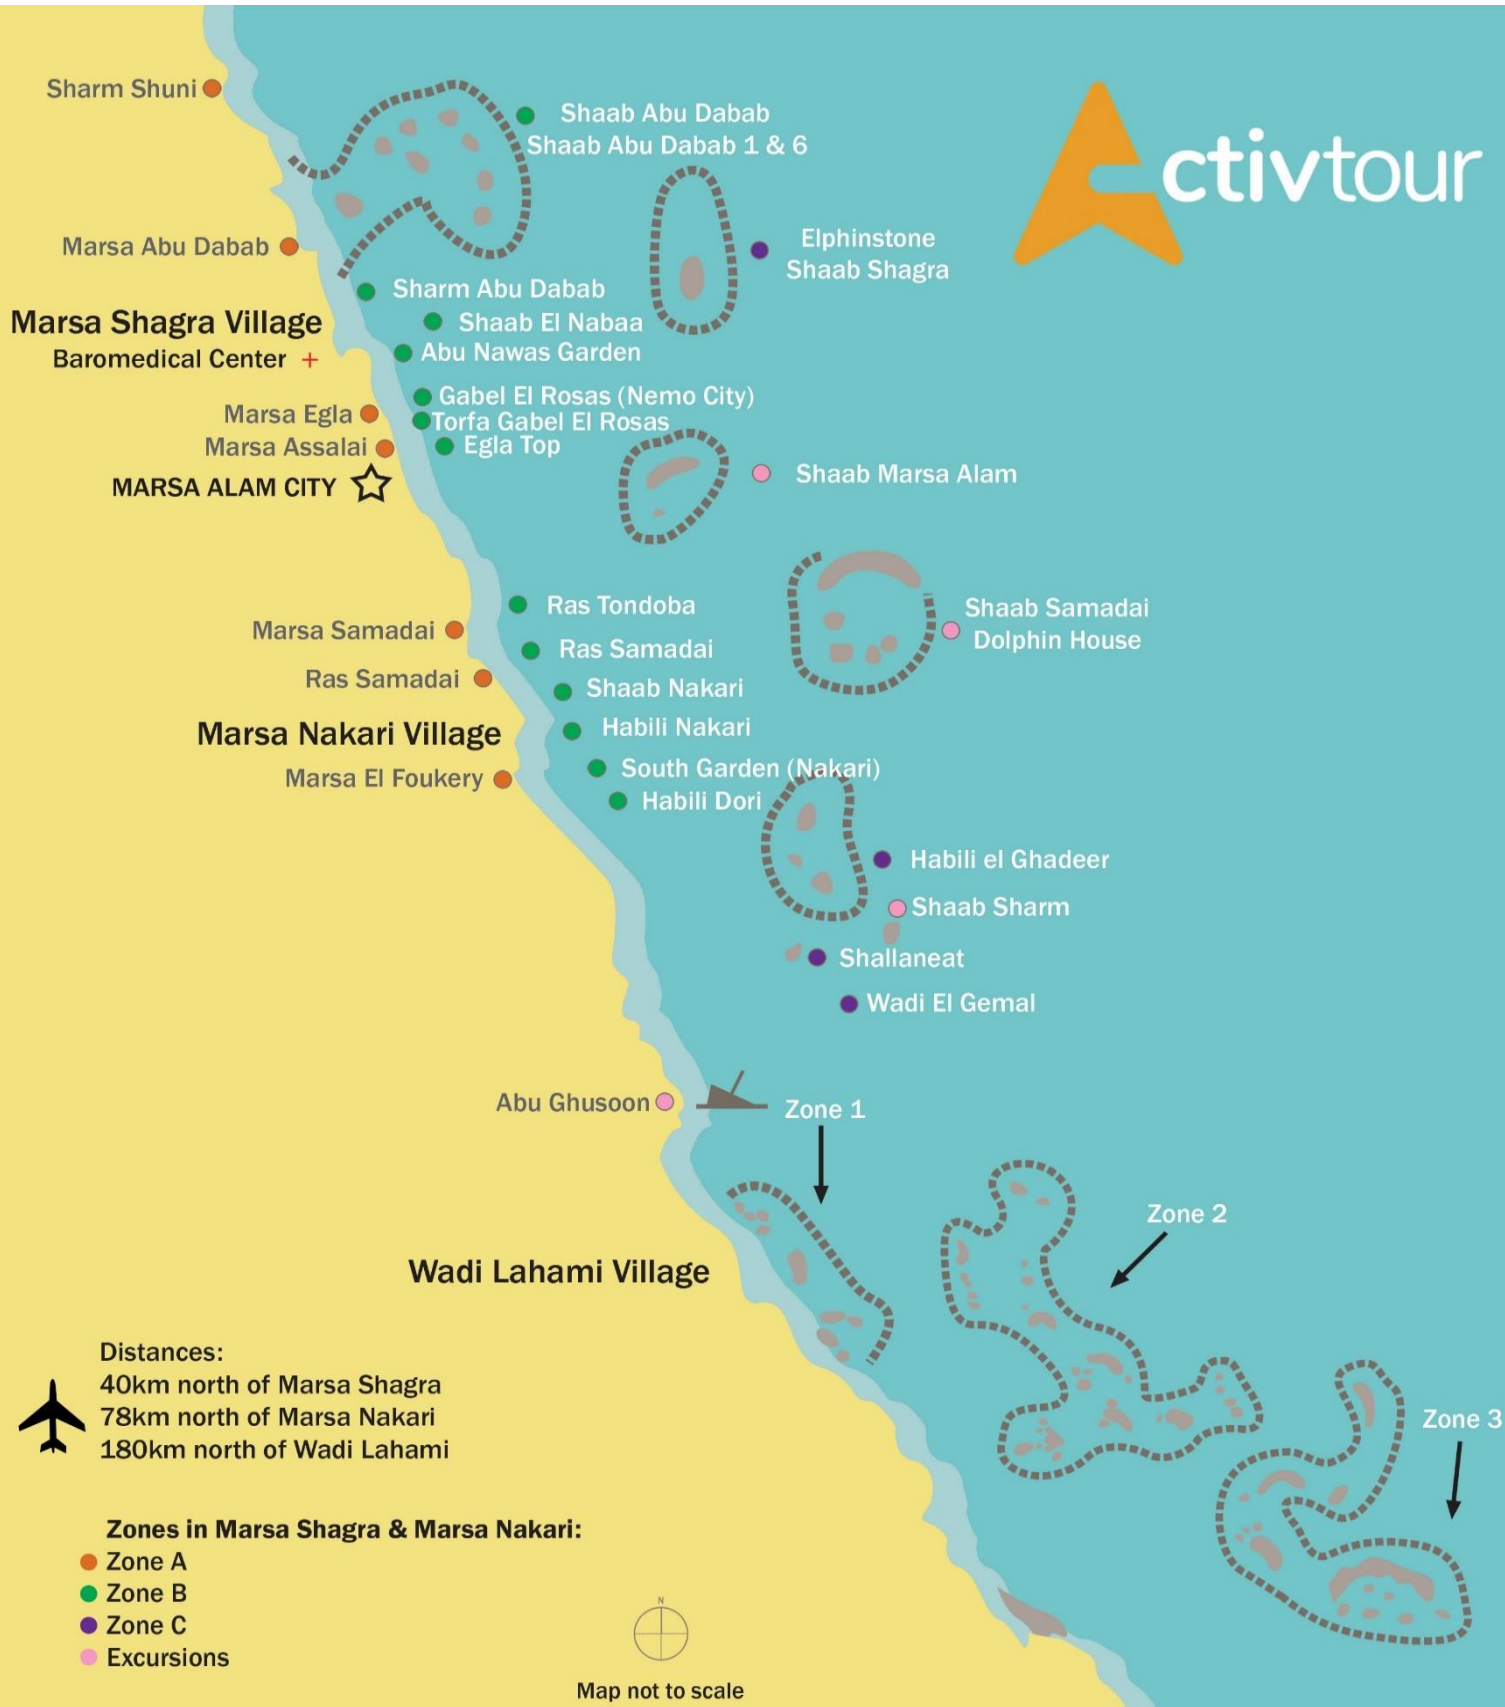 Sharm Shuni
Shaab Abu Dabab
Shaab Abu Dabab 1 & 6
ctivtour
Marsa Abu Dabab
Elphinstone
Shaab Shagra
Sharm Abu Dabab
Marsa Shagra Village
Shaab El Nabaa
Baromedical Center +
Abu Nawas Garden
Gabel El Rosas (Nemo City)
Marsa Egla
Torfa Gabel El Rosas
Marsa Assalai
Egla Top
MARSA ALAM CITY
Shaab Marsa Alam
Ras Tondoba
Shaab Samadai
Dolphin House
Marsa Samadai
Ras Samadai
Ras Samadai
Shaab Nakari
Marsa Nakari Village
Habili Nakari
Marsa El Foukery
South Garden (Nakari)
Habili Dori
Habili el Ghadeer
Shaab Sharm
Shallaneat
Wadi El Gemal
Abu Ghusoon
Zone 1
Zone 2
Wadi Lahami Village
Zone 3
Distances:
40km north of Marsa Shagra
78km north of Marsa Nakari
180km north of Wadi Lahami
Zones in Marsa Shagra & Marsa Nakari:
Zone A
Zone B
Zone C
Excursions
N
Map not to scale